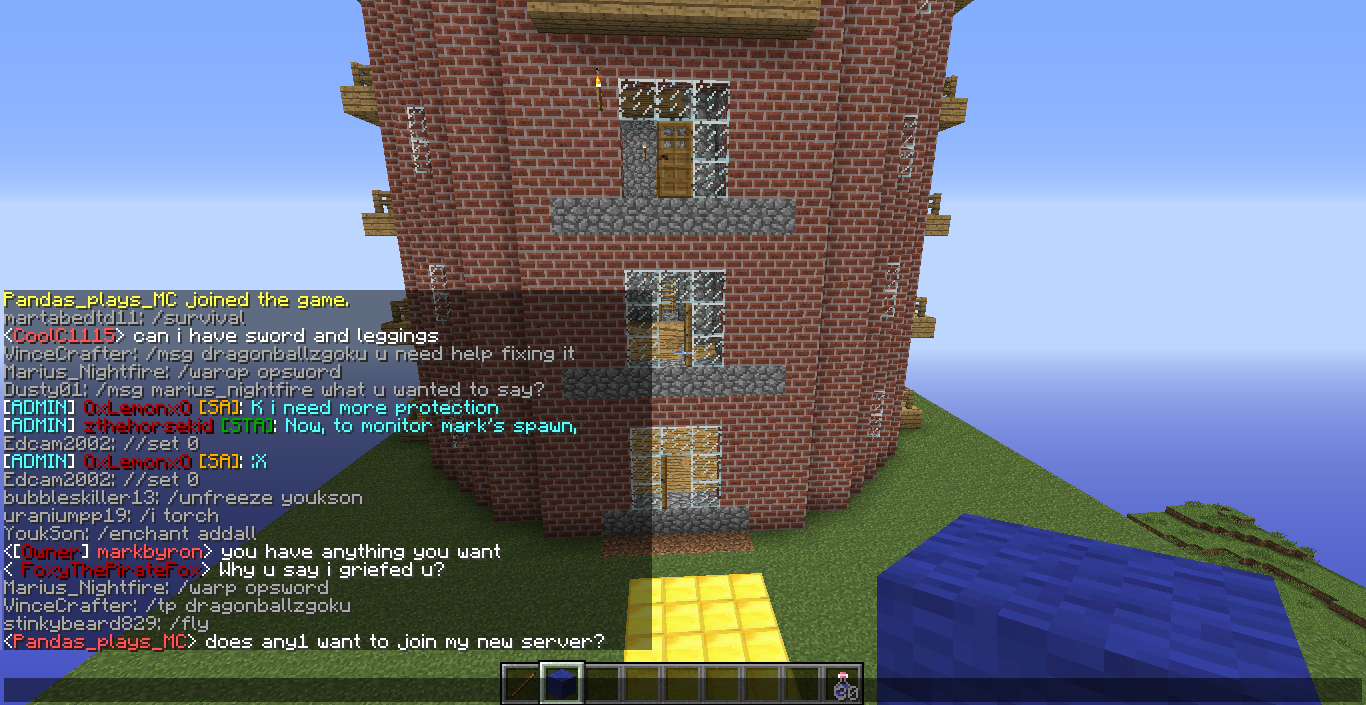 Pandas_plays_MC joined the game.
martabedtd11: /survival
<CoolC1115> can i have sword and leggings
VinceCrafter: /msg dragonballzgoku u need help fixing it
Marius_Nightfire: /warop opsword
Dusty01: /msg marius_nightfire what u wanted to say?
[ADMIN] OxLemonxO [SA]: K i need more protection
[ADMIN] zthehorsekid [STA]: Now, to monitor mark's spawn,
Edcam2002: //set 0
[ADMIN] OxLemonxO [SA]: :X
Edcam2002: //set 0
bubbleskiller13: /unfreeze youkson
uraniumpp19: /i torch
YoukSon: /enchant addall
<[Owner] markbyron> you have anything you want
< FoxyThePirateFox> Why u say i griefed u?
Marius_Nightfire: /warp opsword
VinceCrafter: /tp dragonballzgoku
stinkybeard829: /fly
<Pandas_plays_MC> does any1 want to join my new server?